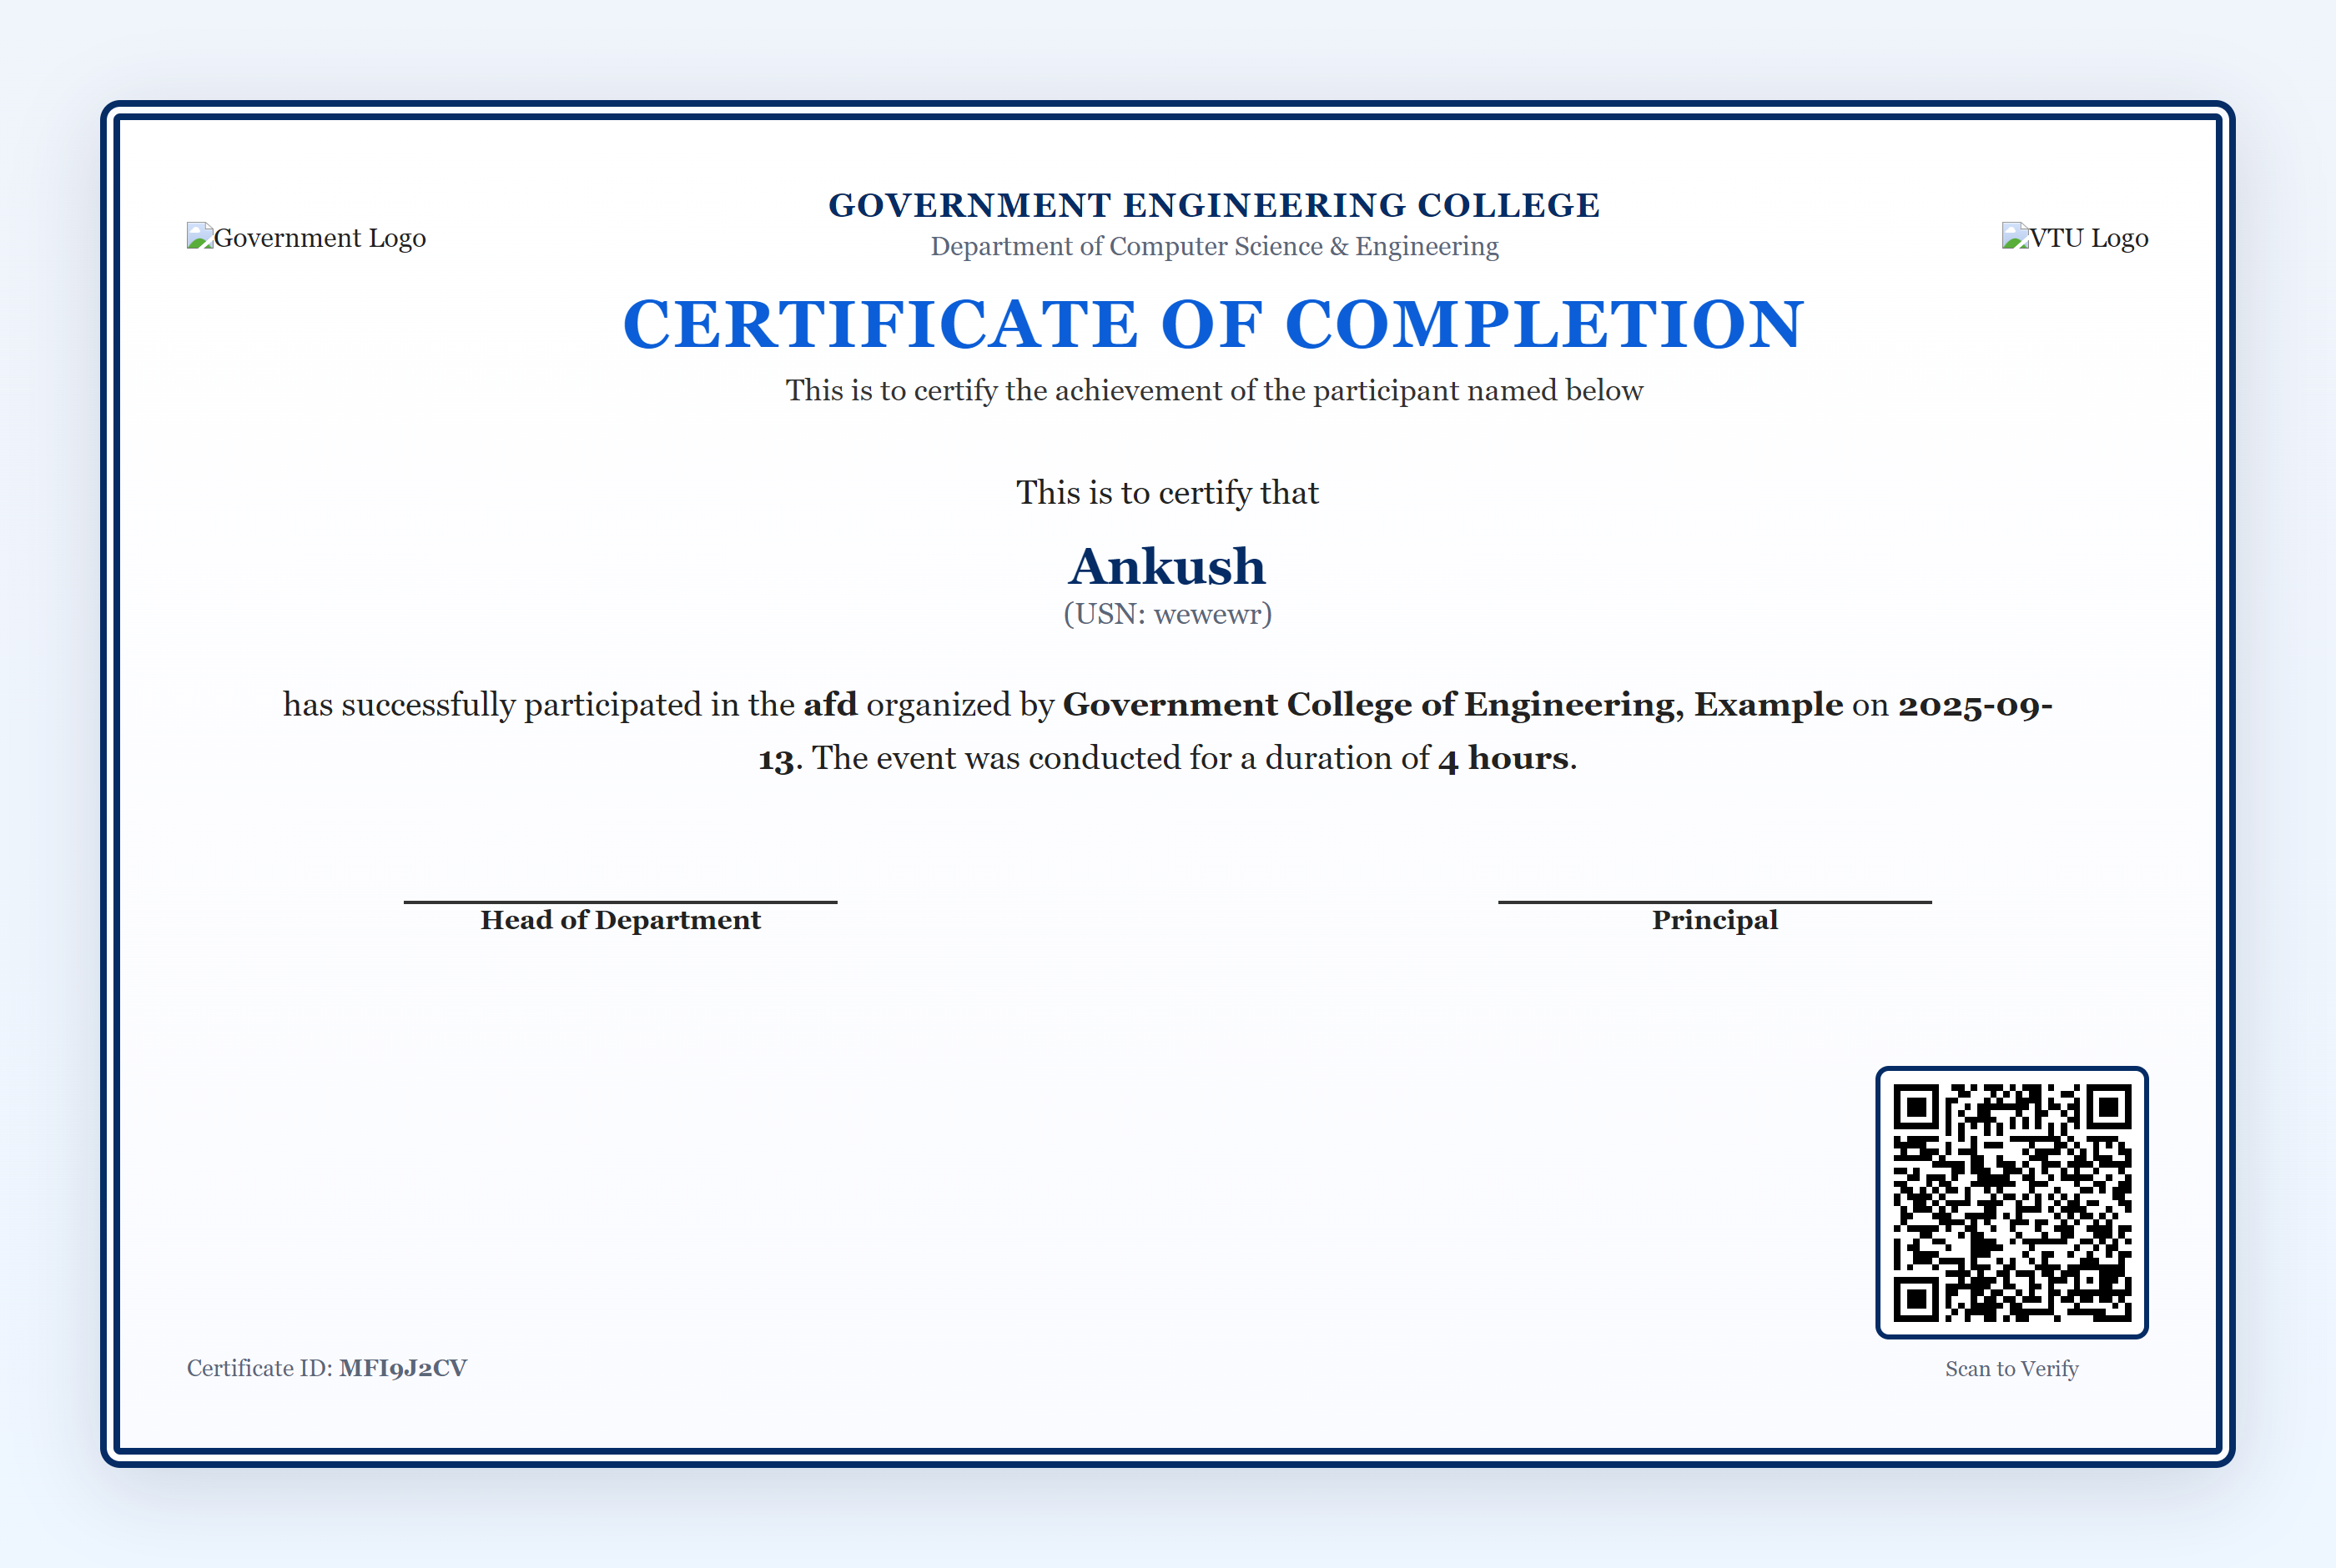 GOVERNMENT ENGINEERING COLLEGE
Government Logo
Department of Computer Science & Engineering
VTU Logo
CERTIFICATE OF COMPLETION
This is to certify the achievement of the participant named below
This is to certify that
Ankush
(USN: wewewr)
has successfully participated in the afd organized by Government College of Engineering, Example on 2025-09-
13. The event was conducted for a duration of 4 hours.
Head of Department
Principal
Certificate ID: MFI9J2CV
Scan to Verify